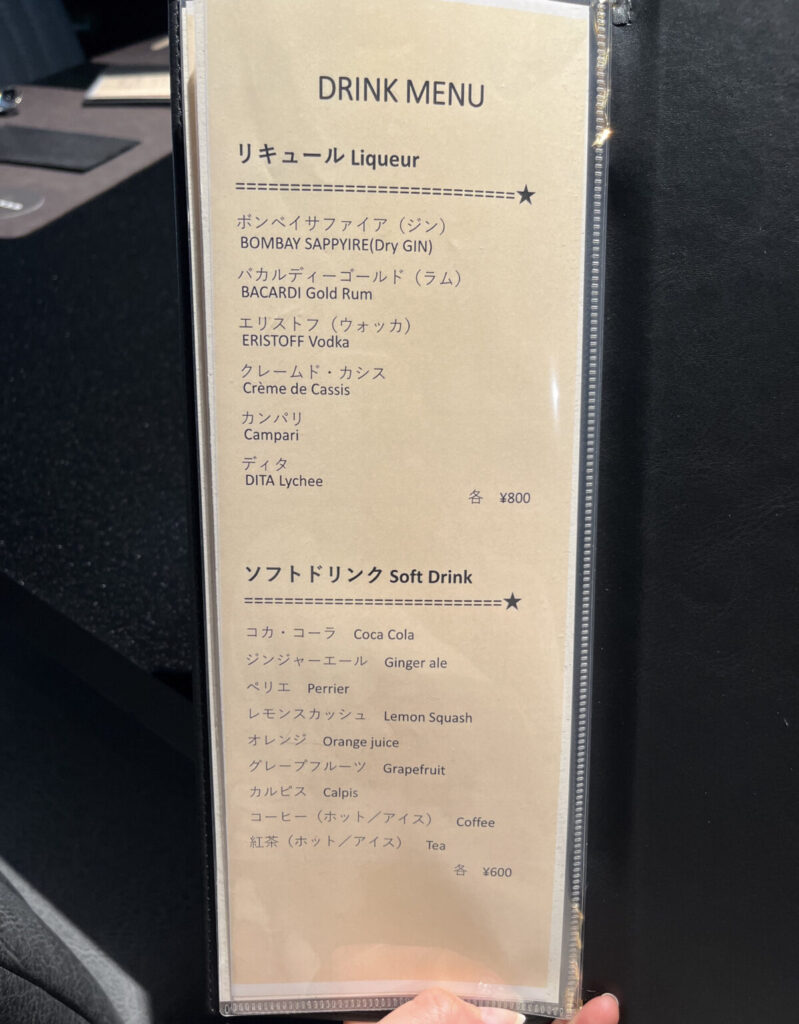 DRINK MENU
リキュール Liqueur
============================★
ボンベイサファイア（ジン）
BOMBAY SAPPYIRE(Dry GIN)
バカルディーゴールド（ラム）
BACARDI Gold Rum
エリストフ（ウォッカ）
ERISTOFF Vodka
クレームド・カシス
Crème de Cassis
カンパリ
Campari
ディタ
DITA Lychee
各 ¥800
ソフトドリンク Soft Drink
==========================★
コカ・コーラ Coca Cola
ジンジャーエール Ginger ale
ペリエ Perrier
レモンスカッシュ Lemon Squash
オレンジ Orange juice
グレープフルーツ Grapefruit
カルピス Calpis
コーヒー（ホット／アイス） Coffee
紅茶（ホット／アイス） Tea
各 ¥600